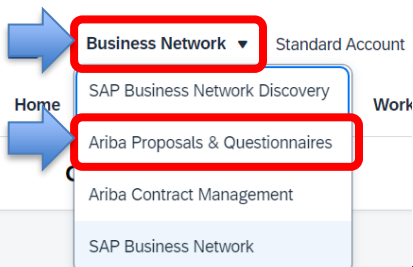 Business Network ▼ Standard Account
SAP Business Network Discovery
Home Work
Ariba Proposals & Questionnaires
Ariba Contract Management
SAP Business Network